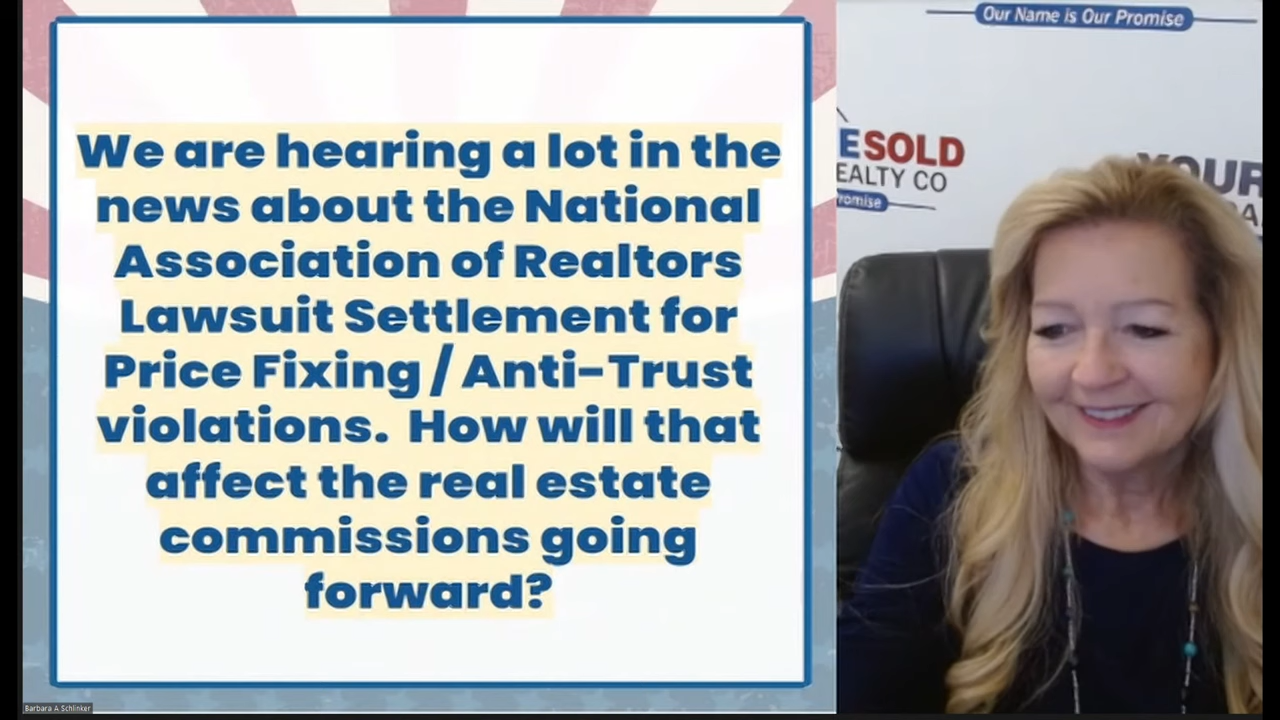 We are hearing a lot in the
news about the National
Association of Realtors
Lawsuit Settlement for
Price Fixing / Anti-Trust
violations.  How will that
affect the real estate
commissions going
forward?
Our Name is Our Promise
ESOLD
EALTY CO
romise
YOUR
Barbara A Schlinker